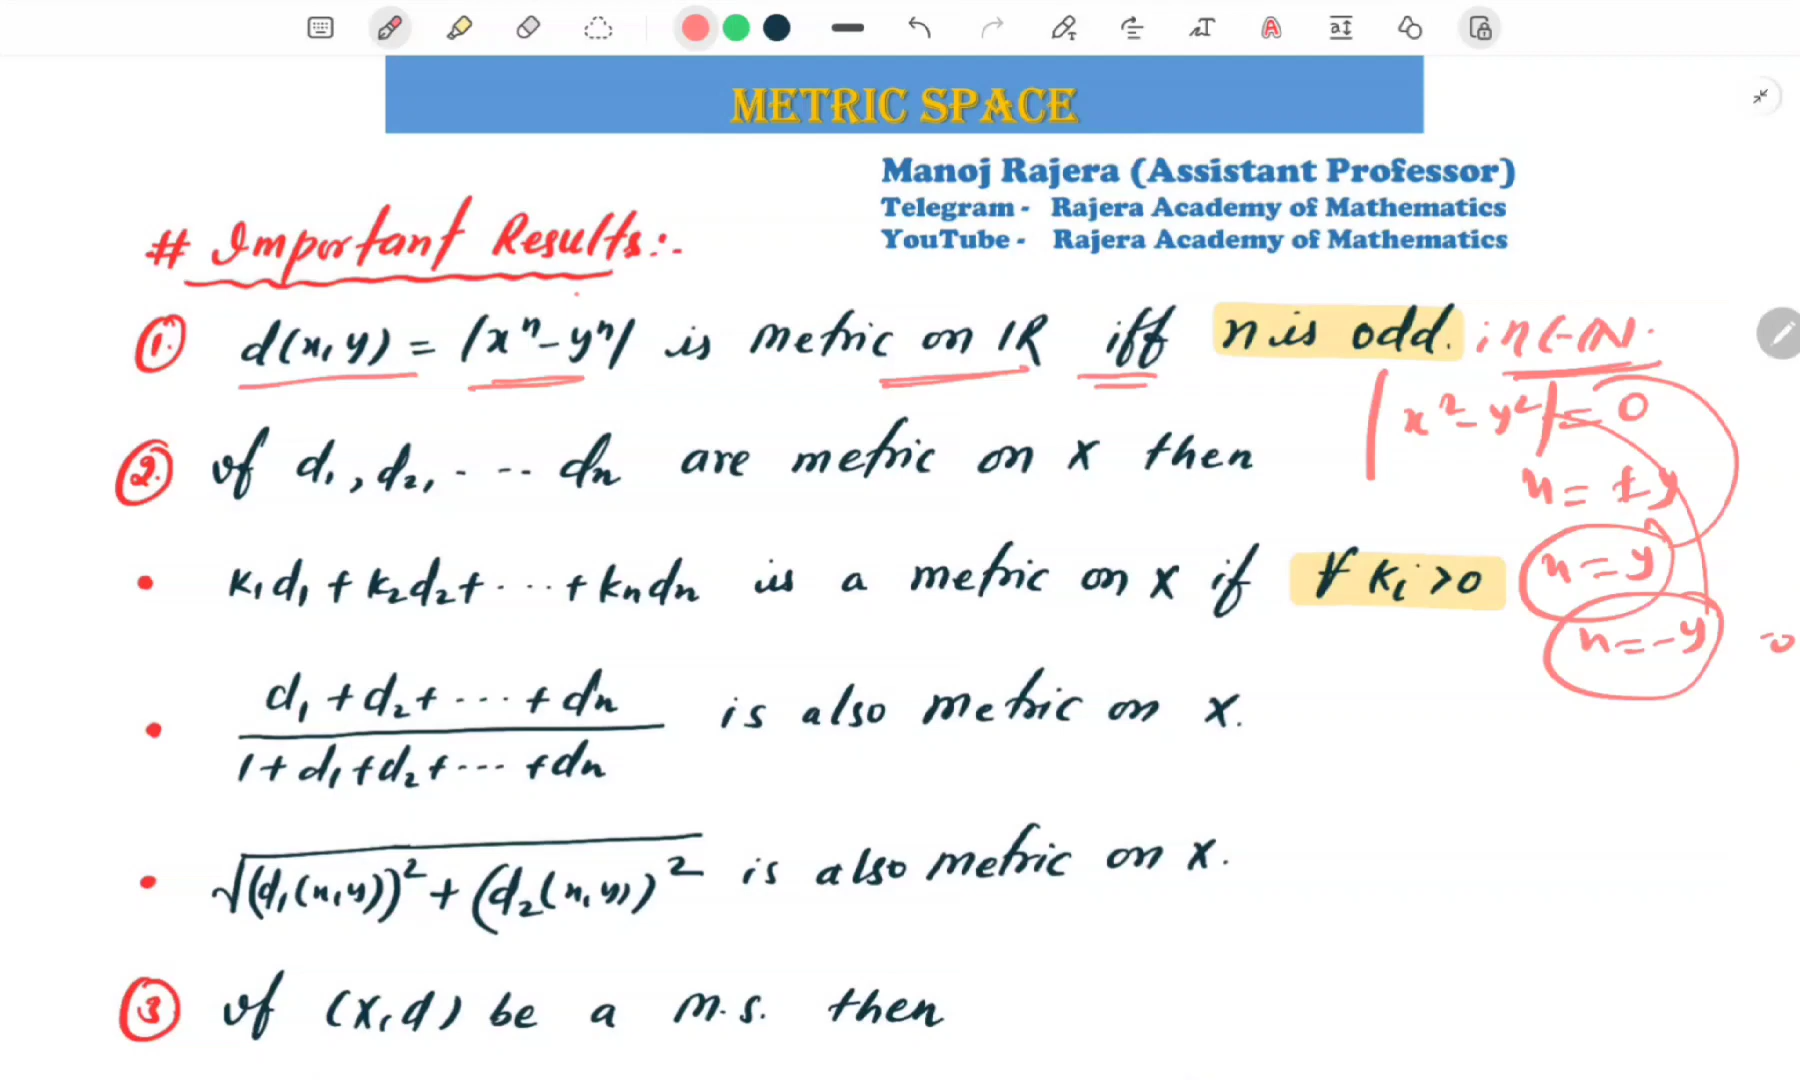 METRIC SPACE
Manoj Rajera (Assistant Professor)
Telegram - Rajera Academy of Mathematics
YouTube - Rajera Academy of Mathematics
# Important Results:-
1. d(x,y) = |xⁿ-yⁿ| is metric on IR iff n is odd. ; n∈IN.
|x²-y²| = 0
x = ±y
x = y
x = -y
2. If d₁, d₂, - - - dₙ are metric on X then
• K₁d₁ + K₂d₂ + - - - + Kₙdₙ is a metric on X if ∀ Kᵢ >0
• d₁ + d₂ + - - - + dₙ / 1 + d₁ + d₂ + - - - + dₙ is also metric on X.
• √(d₁(x,y))² + (d₂(x,y))² is also metric on X.
3 If (X,d) be a m.s. then